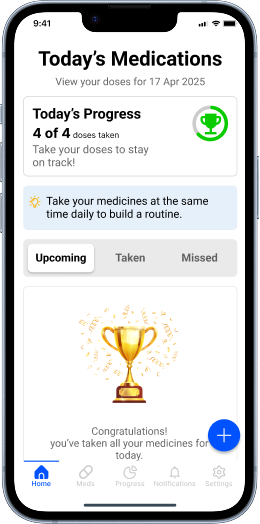 9:41
Today's Medications
View your doses for 17 Apr 2025
Today's Progress
4 of 4 doses taken
Take your doses to stay
on track!
Take your medicines at the same
time daily to build a routine.
Upcoming Taken Missed
Congratulations!
you've taken all your medicines for
today.
Home Meds Progress Notifications Settings